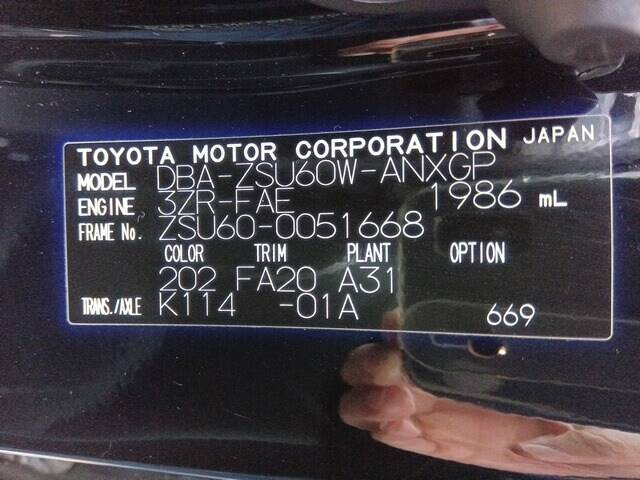 TOYOTA MOTOR CORPORATION JAPAN
MODEL DBA-ZSU60W-ANXGP
ENGINE 3ZR-FAE 1986 mL
FRAME No. ZSU60-0051668
COLOR TRIM PLANT OPTION
202 FA20 A31
TRANS./AXLE K114 -01A 669